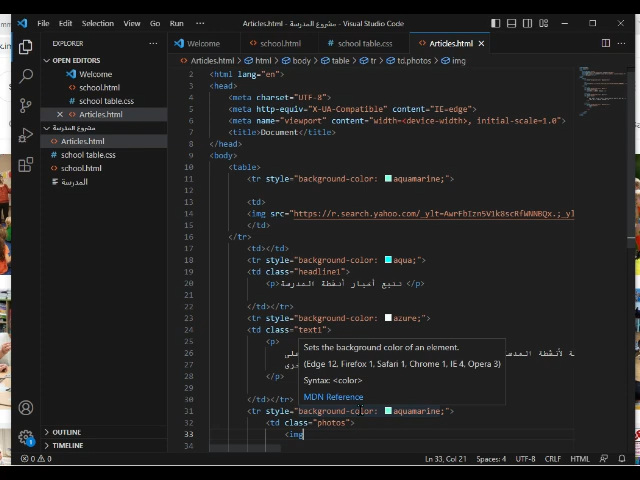 File Edit Selection View Go Run ··· Articles.html - مشروع المدرسة - Visual Studio Code
EXPLORER ···
Welcome school.html school table.css Articles.html
Articles.html > html > body > table > tr > td.photos > img
OPEN EDITORS
Welcome
school.html
school table.css
Articles.html
مشروع المدرسة
Articles.html
school table.css
school.html
المدرسة
OUTLINE
TIMELINE
2 <html lang="en">
3 <head>
4 <meta charset="UTF-8">
5 <meta http-equiv="X-UA-Compatible" content="IE=edge">
6 <meta name="viewport" content="width=<device-width>, initial-scale=1.0">
7 <title>Document</title>
8 </head>
9 <body>
10 <table>
11 <tr style="background-color: aquamarine;">
12
13 <td>
14 <img src="https://r.search.yahoo.com/_ylt=
15 </td>
16 </tr>
17 <td></td>
18 <tr style="background-color: aqua;">
19 <td class="headline1">
20 <p> أنشطة المدرسة </p>
21
22 </td></tr>
23 <tr style="background-color: azure;">
24 <td class="text1">
25 <p>
26
27
28 </p>
29
30 </td></tr>
31 <tr style="background-color: aquamarine;">
32 <td class="photos">
33 <img
Sets the background color of an element.
(Edge 12, Firefox 1, Safari 1, Chrome 1, IE 4, Opera 3)
Syntax: <color>
MDN Reference
0 0 Ln 33, Col 21 Spaces: 4 UTF-8 CRLF HTML